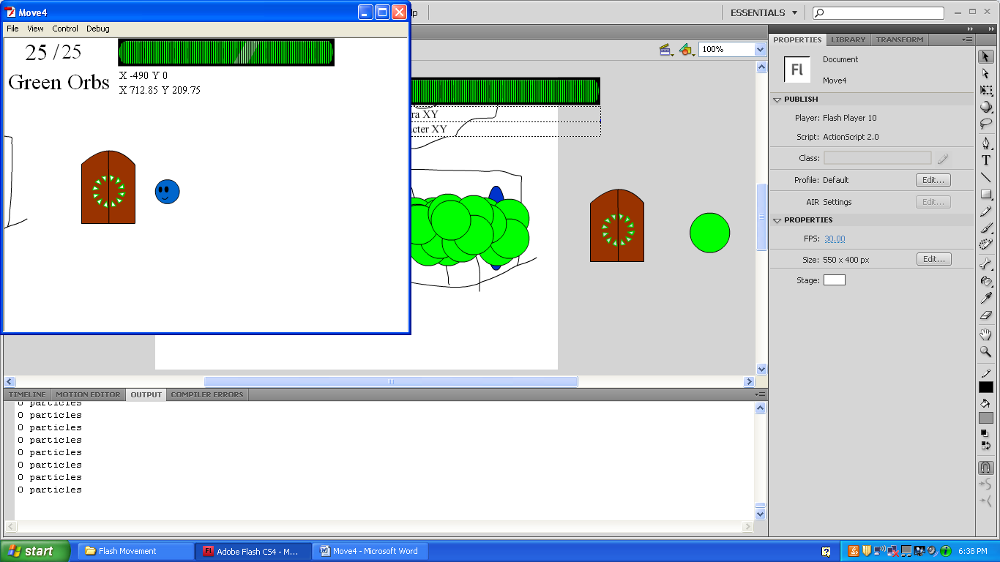 Move4
File View Control Debug
25 /25
Green Orbs
X -490 Y 0
X 712.85 Y 209.75
lp
ESSENTIALS
100%
ra XY
cter XY
PROPERTIES LIBRARY TRANSFORM
Document
Fl
Move4
PUBLISH
Player: Flash Player 10
Script: ActionScript 2.0
Class:
Profile: Default Edit...
AIR Settings Edit...
PROPERTIES
FPS: 30.00
Size: 550 x 400 px Edit...
Stage:
TIMELINE MOTION EDITOR OUTPUT COMPILER ERRORS
0 particles
0 particles
0 particles
0 particles
0 particles
0 particles
0 particles
0 particles
start Flash Movement Fl Adobe Flash CS4 - M... Move4 - Microsoft Word 6:38 PM